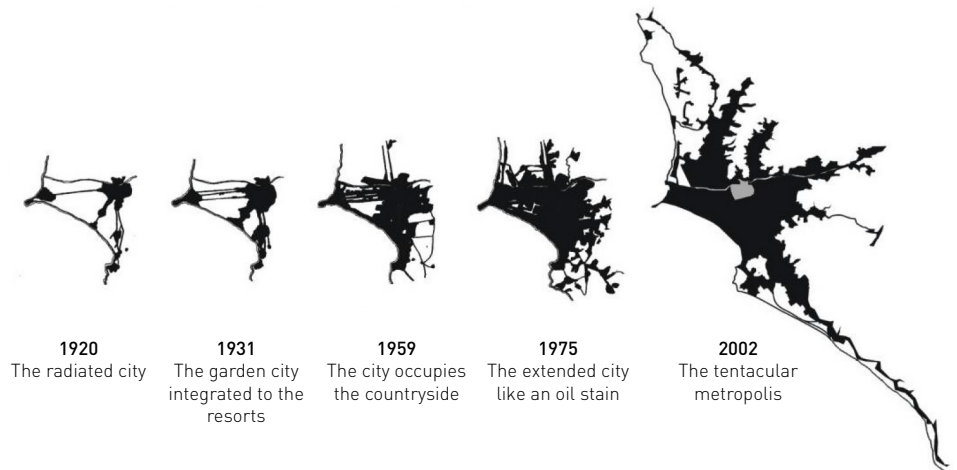 1920
The radiated city
1931
The garden city
integrated to the
resorts
1959
The city occupies
the countryside
1975
The extended city
like an oil stain
2002
The tentacular
metropolis